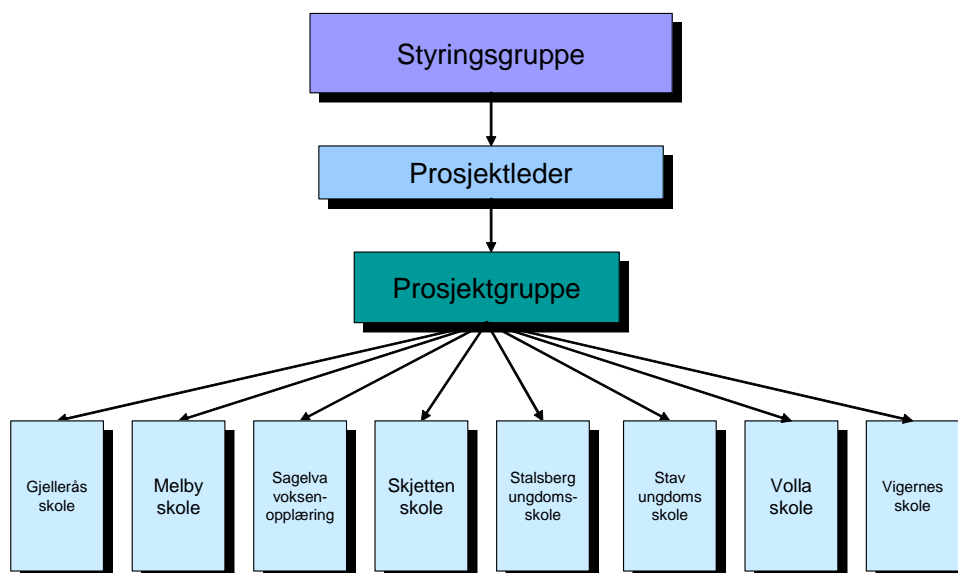 Styringsgruppe
Prosjektleder
Prosjektgruppe
Gjellerås
skole
Melby
skole
Sagelva
voksen-
opplæring
Skjetten
skole
Stalsberg
ungdoms-
skole
Stav
ungdoms
skole
Volla
skole
Vigernes
skole